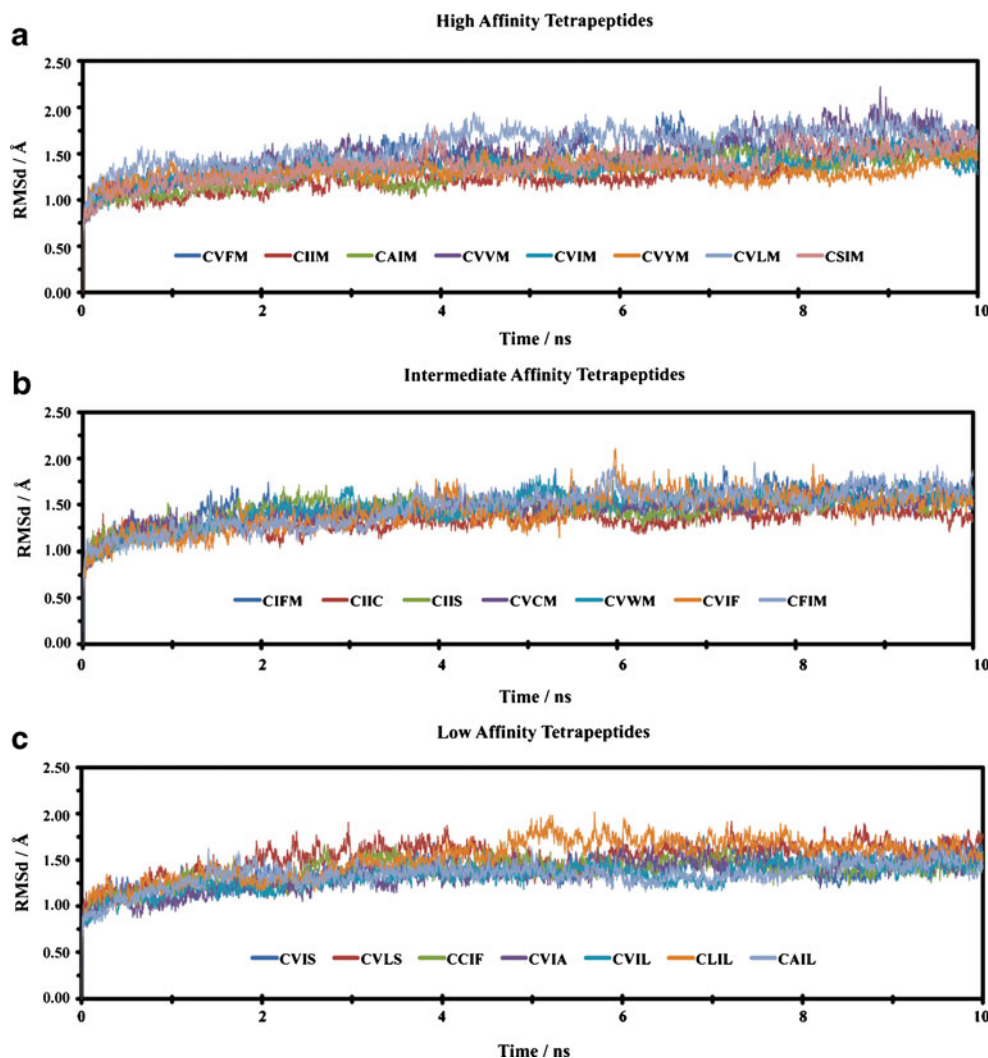 a
High Affinity Tetrapeptides
2.50
2.00
1.50
1.00
0.50
0.00
RMSd / Å
CVFM CIIM CAIM CVVM CVIM CVYM CVLM CSIM
0 2 4 6 8 10
Time / ns
b
Intermediate Affinity Tetrapeptides
2.50
2.00
1.50
1.00
0.50
0.00
RMSd / Å
CIFM CIIC CIIS CVCM CVWM CVIF CFIM
0 2 4 6 8 10
Time / ns
c
Low Affinity Tetrapeptides
2.50
2.00
1.50
1.00
0.50
0.00
RMSd / Å
CVIS CVLS CCIF CVIA CVIL CLIL CAIL
0 2 4 6 8 10
Time / ns